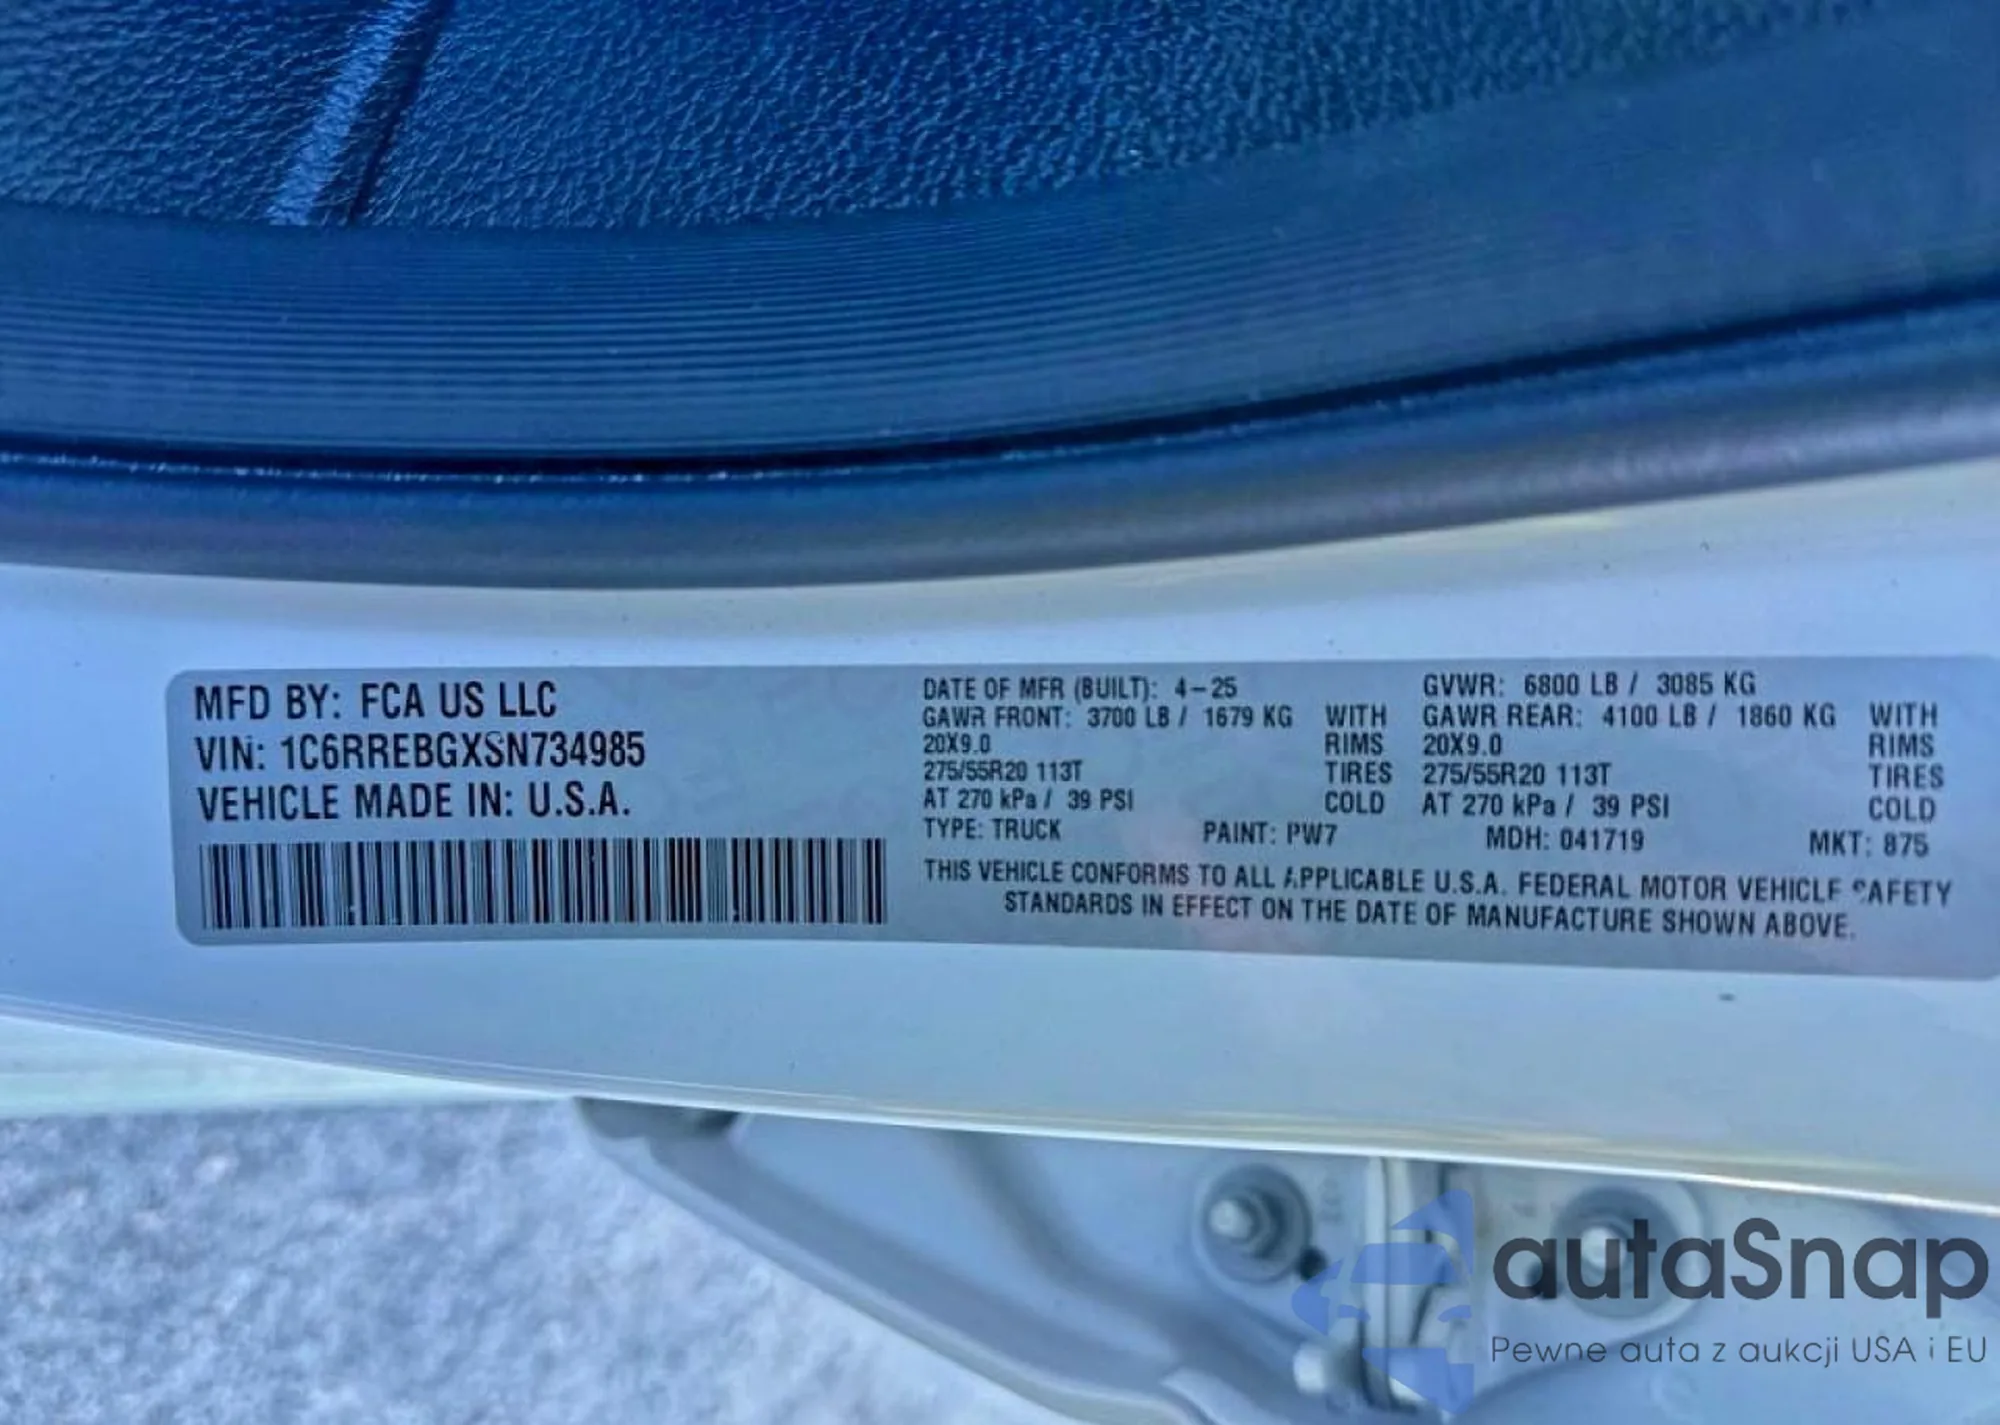 MFD BY: FCA US LLC
VIN: 1C6RREBGXSN734985
VEHICLE MADE IN: U.S.A.
DATE OF MFR (BUILT): 4-25 GVWR: 6800 LB / 3085 KG
GAWR FRONT: 3700 LB / 1679 KG WITH GAWR REAR: 4100 LB / 1860 KG WITH
20X9.0 RIMS 20X9.0 RIMS
275/55R20 113T TIRES 275/55R20 113T TIRES
AT 270 kPa / 39 PSI COLD AT 270 kPa / 39 PSI COLD
TYPE: TRUCK PAINT: PW7 MDH: 041719 MKT: 875
THIS VEHICLE CONFORMS TO ALL APPLICABLE U.S.A. FEDERAL MOTOR VEHICLE SAFETY
STANDARDS IN EFFECT ON THE DATE OF MANUFACTURE SHOWN ABOVE.
autaSnap
Pewne auta z aukcji USA i EU